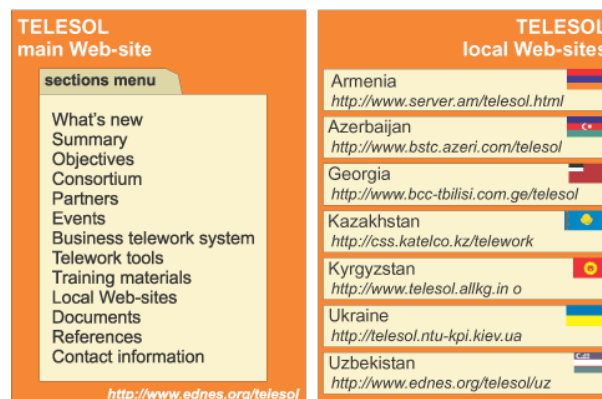 TELESOL
main Web-site
sections menu
What's new
Summary
Objectives
Consortium
Partners
Events
Business telework system
Telework tools
Training materials
Local Web-sites
Documents
References
Contact information
http://www.ednes.org/telesol
TELESOL
local Web-sites
Armenia
http://www.server.am/telesol.html
Azerbaijan
http://www.bstc.azeri.com/telesol
Georgia
http://www.bcc-tbilisi.com.ge/telesol
Kazakhstan
http://css.katelco.kz/telework
Kyrgyzstan
http://www.telesol.allkg.in o
Ukraine
http://telesol.ntu-kpi.kiev.ua
Uzbekistan
http://www.ednes.org/telesol/uz